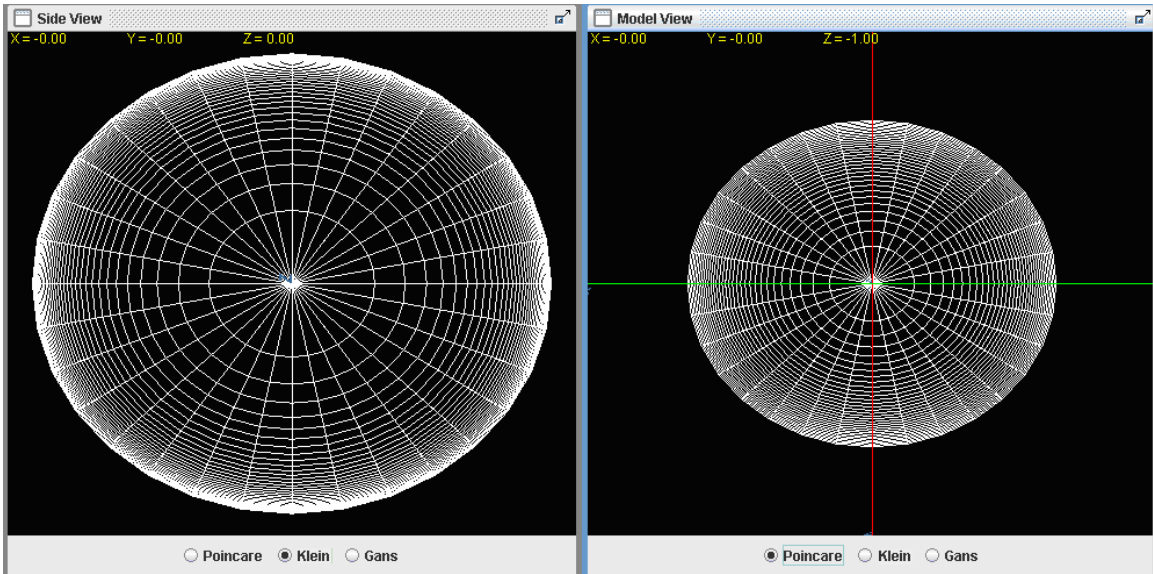 Side View
X = -0.00 Y = -0.00 Z = 0.00
Poincare Klein Gans
Model View
X = -0.00 Y = -0.00 Z = -1.00
Poincare Klein Gans